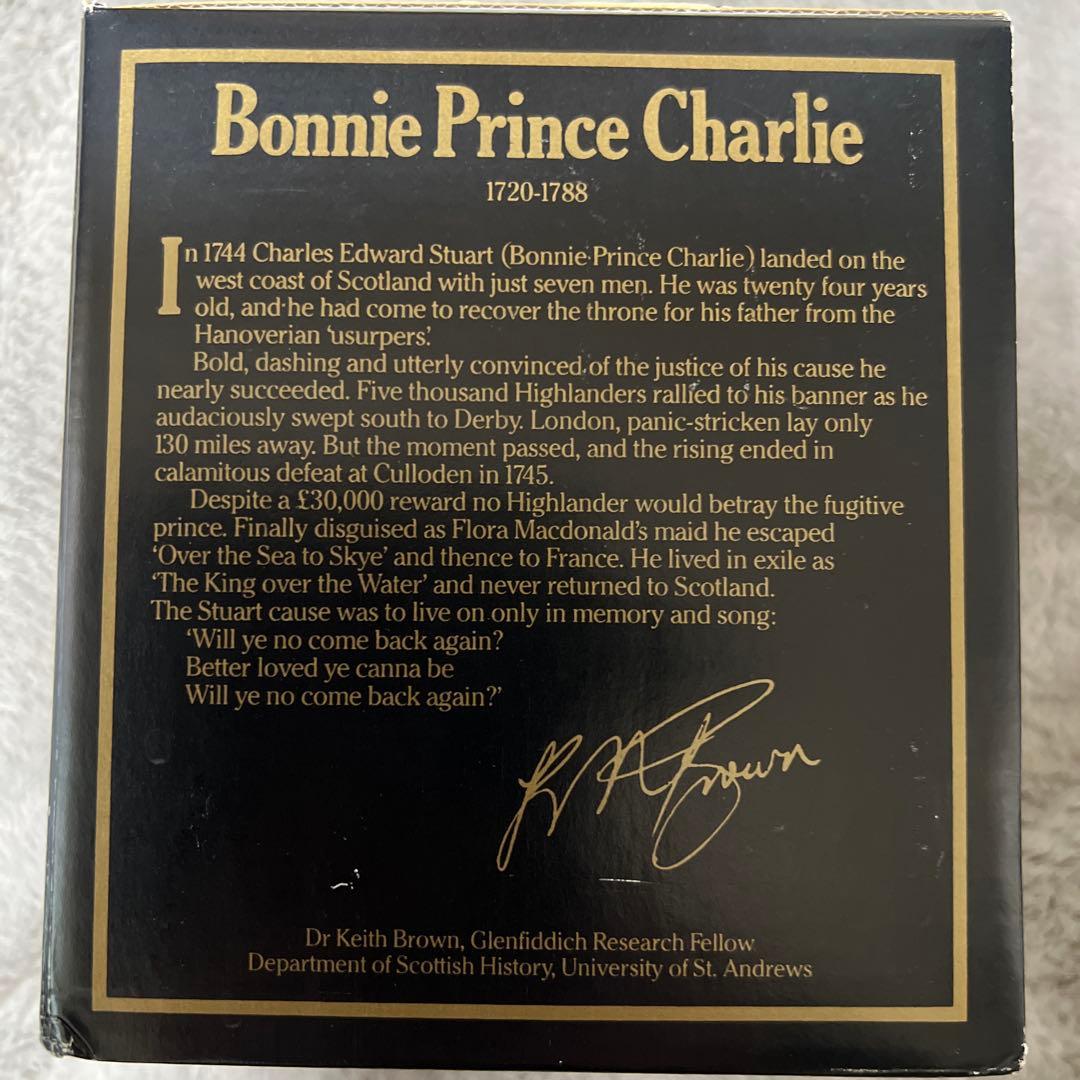 Bonnie Prince Charlie
1720-1788
In 1744 Charles Edward Stuart (Bonnie Prince Charlie) landed on the
west coast of Scotland with just seven men. He was twenty four years
old, and he had come to recover the throne for his father from the
Hanoverian 'usurpers.'
Bold, dashing and utterly convinced of the justice of his cause he
nearly succeeded. Five thousand Highlanders rallied to his banner as he
audaciously swept south to Derby. London, panic-stricken lay only
130 miles away. But the moment passed, and the rising ended in
calamitous defeat at Culloden in 1745.
Despite a £30,000 reward no Highlander would betray the fugitive
prince. Finally disguised as Flora Macdonald's maid he escaped
'Over the Sea to Skye' and thence to France. He lived in exile as
'The King over the Water' and never returned to Scotland.
The Stuart cause was to live on only in memory and song:
'Will ye no come back again?
Better loved ye canna be
Will ye no come back again?'
K M Brown
Dr Keith Brown, Glenfiddich Research Fellow
Department of Scottish History, University of St. Andrews